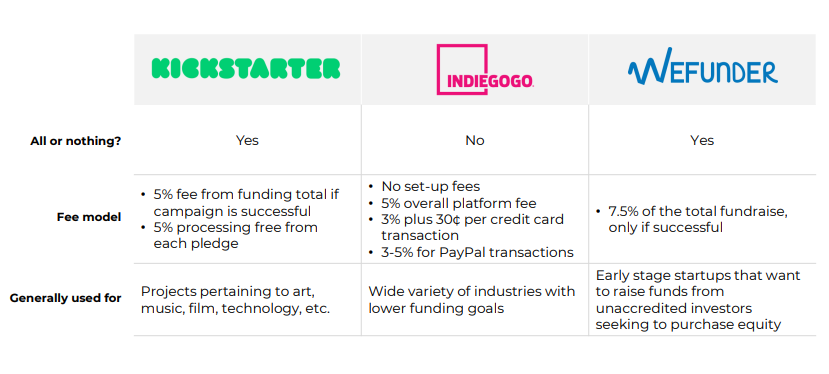 KICKSTARTER
INDIEGOGO.
WEFUNDER
All or nothing?
Yes
No
Yes
Fee model
• 5% fee from funding total if
campaign is successful
• 5% processing free from
each pledge
• No set-up fees
• 5% overall platform fee
• 3% plus 30¢ per credit card
transaction
• 3-5% for PayPal transactions
• 7.5% of the total fundraise,
only if successful
Generally used for
Projects pertaining to art,
music, film, technology, etc.
Wide variety of industries with
lower funding goals
Early stage startups that want
to raise funds from
unaccredited investors
seeking to purchase equity